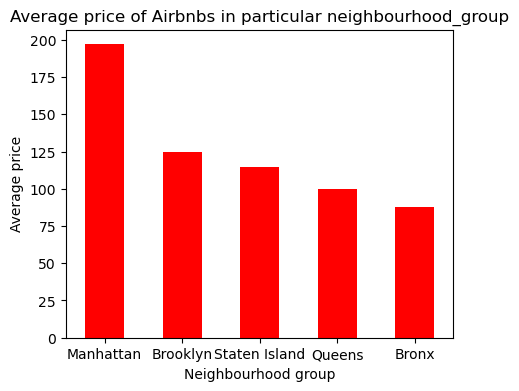 Average price of Airbnbs in particular neighbourhood_group
200
175
150
125
100
75
50
25
0
Average price
Manhattan Brooklyn Staten Island Queens Bronx
Neighbourhood group